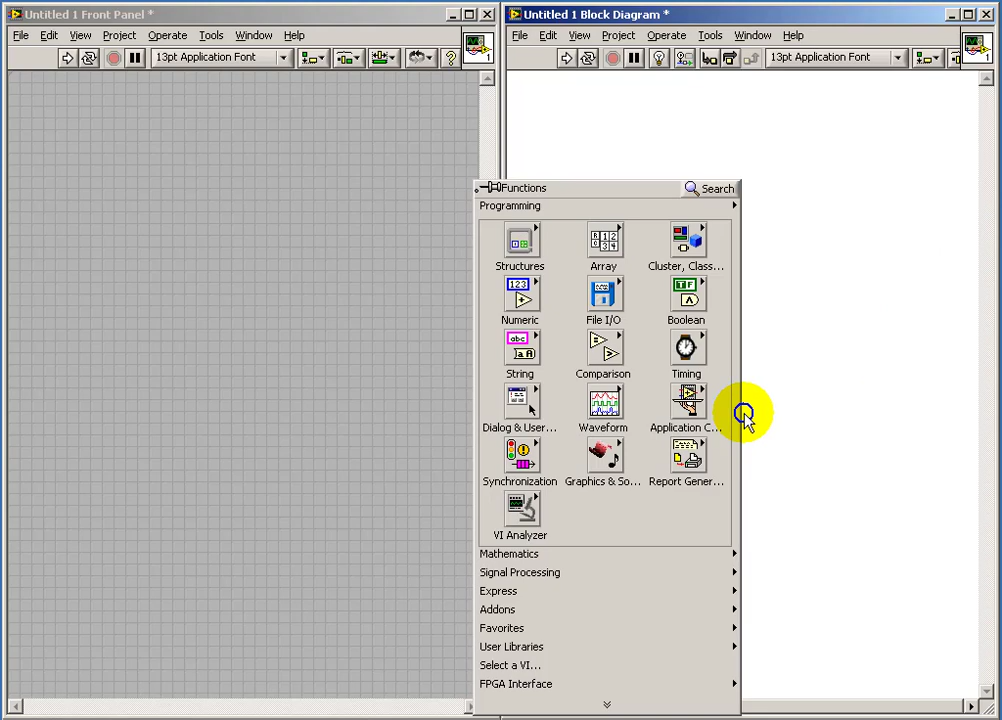 Untitled 1 Front Panel *
File Edit View Project Operate Tools Window Help
13pt Application Font
1
Untitled 1 Block Diagram *
File Edit View Project Operate Tools Window Help
13pt Application Font
1
Functions Search
Programming
Structures Array Cluster, Class...
Numeric File I/O Boolean
String Comparison Timing
Dialog & User... Waveform Application C...
Synchronization Graphics & So... Report Gener...
VI Analyzer
Mathematics
Signal Processing
Express
Addons
Favorites
User Libraries
Select a VI...
FPGA Interface